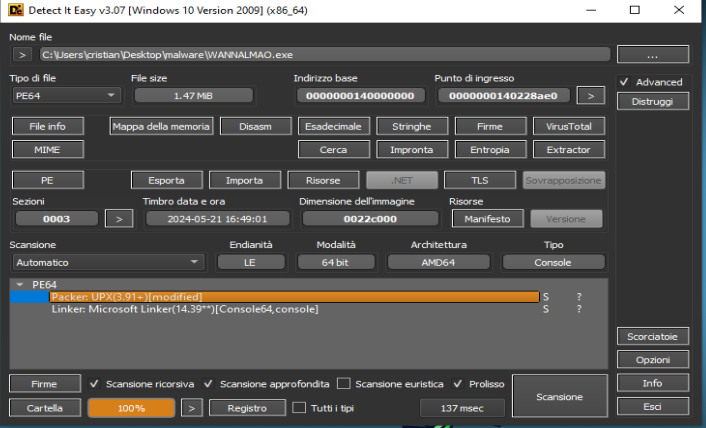 Detect It Easy v3.07 [Windows 10 Version 2009] (x86_64)
Nome file
> C:\Users\cristian\Desktop\malware\WANNALMAO.exe ...
Tipo di file File size Indirizzo base Punto di ingresso Advanced
PE64 1.47 MiB 0000000140000000 0000000140228ae0 > Distruggi
File info Mappa della memoria Disasm Esadecimale Stringhe Firme VirusTotal
MIME Cerca Impronta Entropia Extractor
PE Esporta Importa Risorse .NET TLS Sovrapposizione
Sezioni Timbro data e ora Dimensione dell'immagine Risorse
0003 > 2024-05-21 16:49:01 0022c000 Manifesto Versione
Scansione Endianità Modalità Architettura Tipo
Automatico LE 64 bit AMD64 Console
PE64
Packer: UPX(3.91+)[modified] S ?
Linker: Microsoft Linker(14.39**)[Console64,console] S ?
Scorciatoie
Opzioni
Firme Scansione ricorsiva Scansione approfondita Scansione euristica Prolisso Scansione Info
Cartella 100% > Registro Tutti i tipi 137 msec Esci